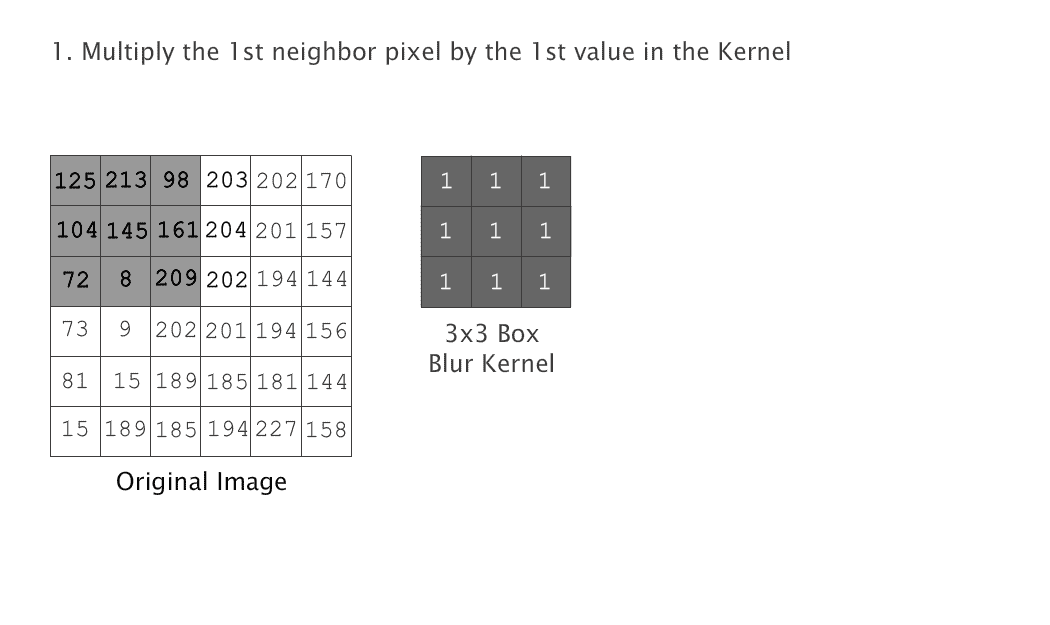 1. Multiply the 1st neighbor pixel by the 1st value in the Kernel
125 213 98 203 202 170
104 145 161 204 201 157
72 8 209 202 194 144
73 9 202 201 194 156
81 15 189 185 181 144
15 189 185 194 227 158
Original Image
1 1 1
1 1 1
1 1 1
3x3 Box
Blur Kernel